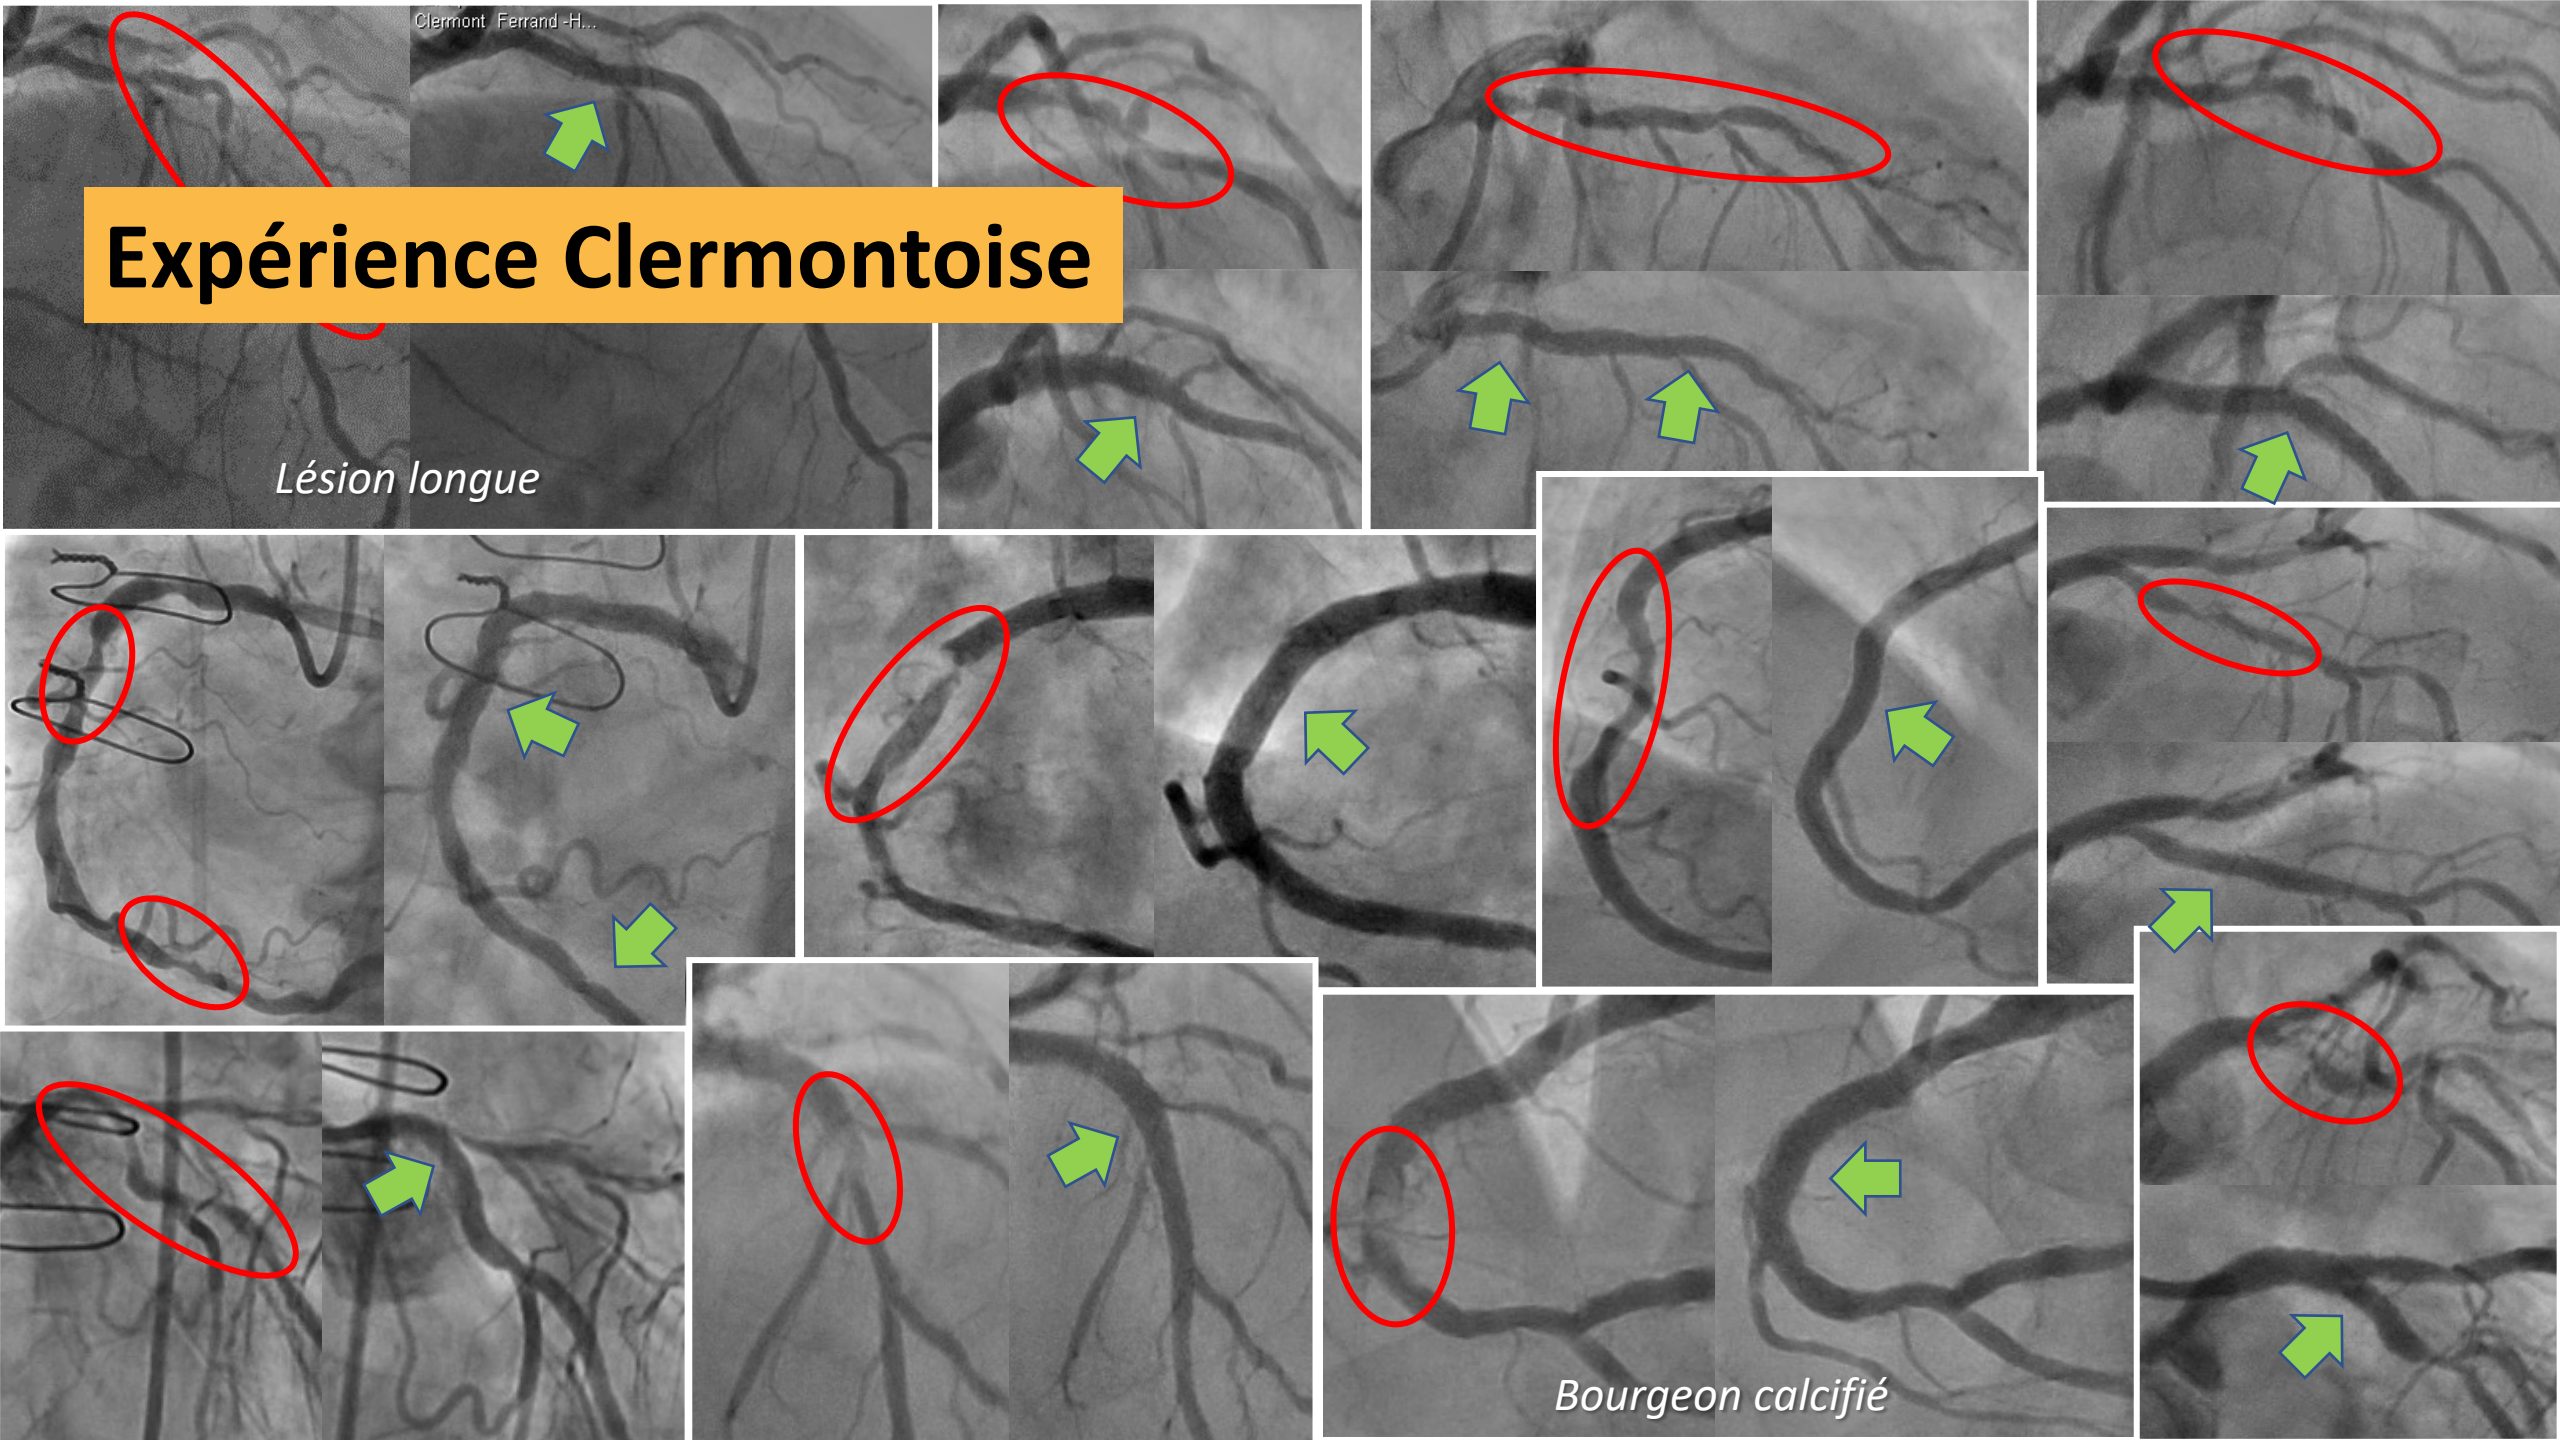 Clermont Ferrand -H...
Expérience Clermontoise
Lésion longue
Bourgeon calcifié